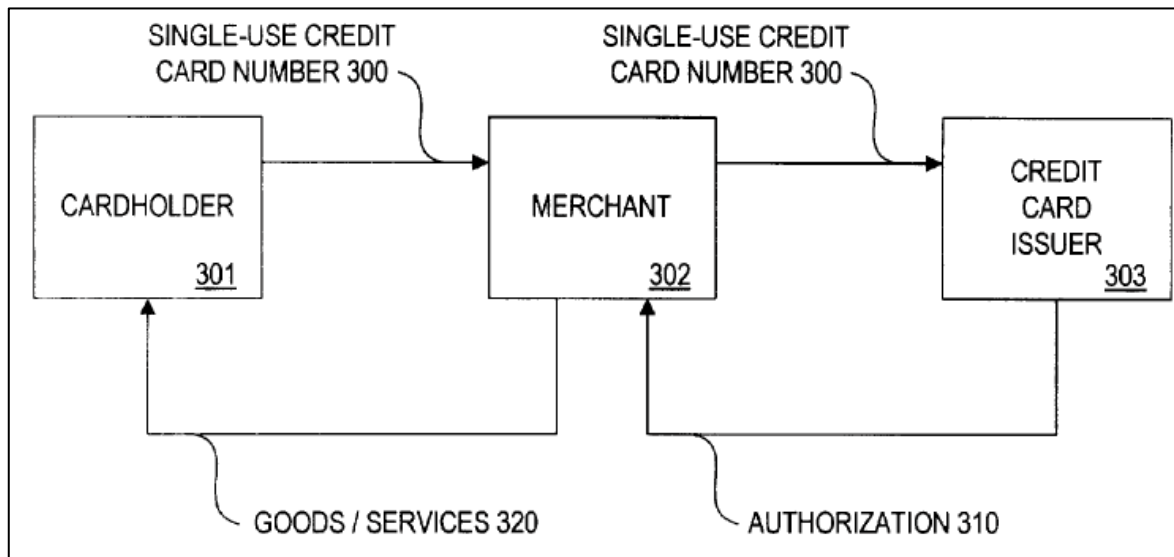 SINGLE-USE CREDIT
CARD NUMBER 300
SINGLE-USE CREDIT
CARD NUMBER 300
CARDHOLDER
301
MERCHANT
302
CREDIT
CARD
ISSUER
303
GOODS / SERVICES 320
AUTHORIZATION 310